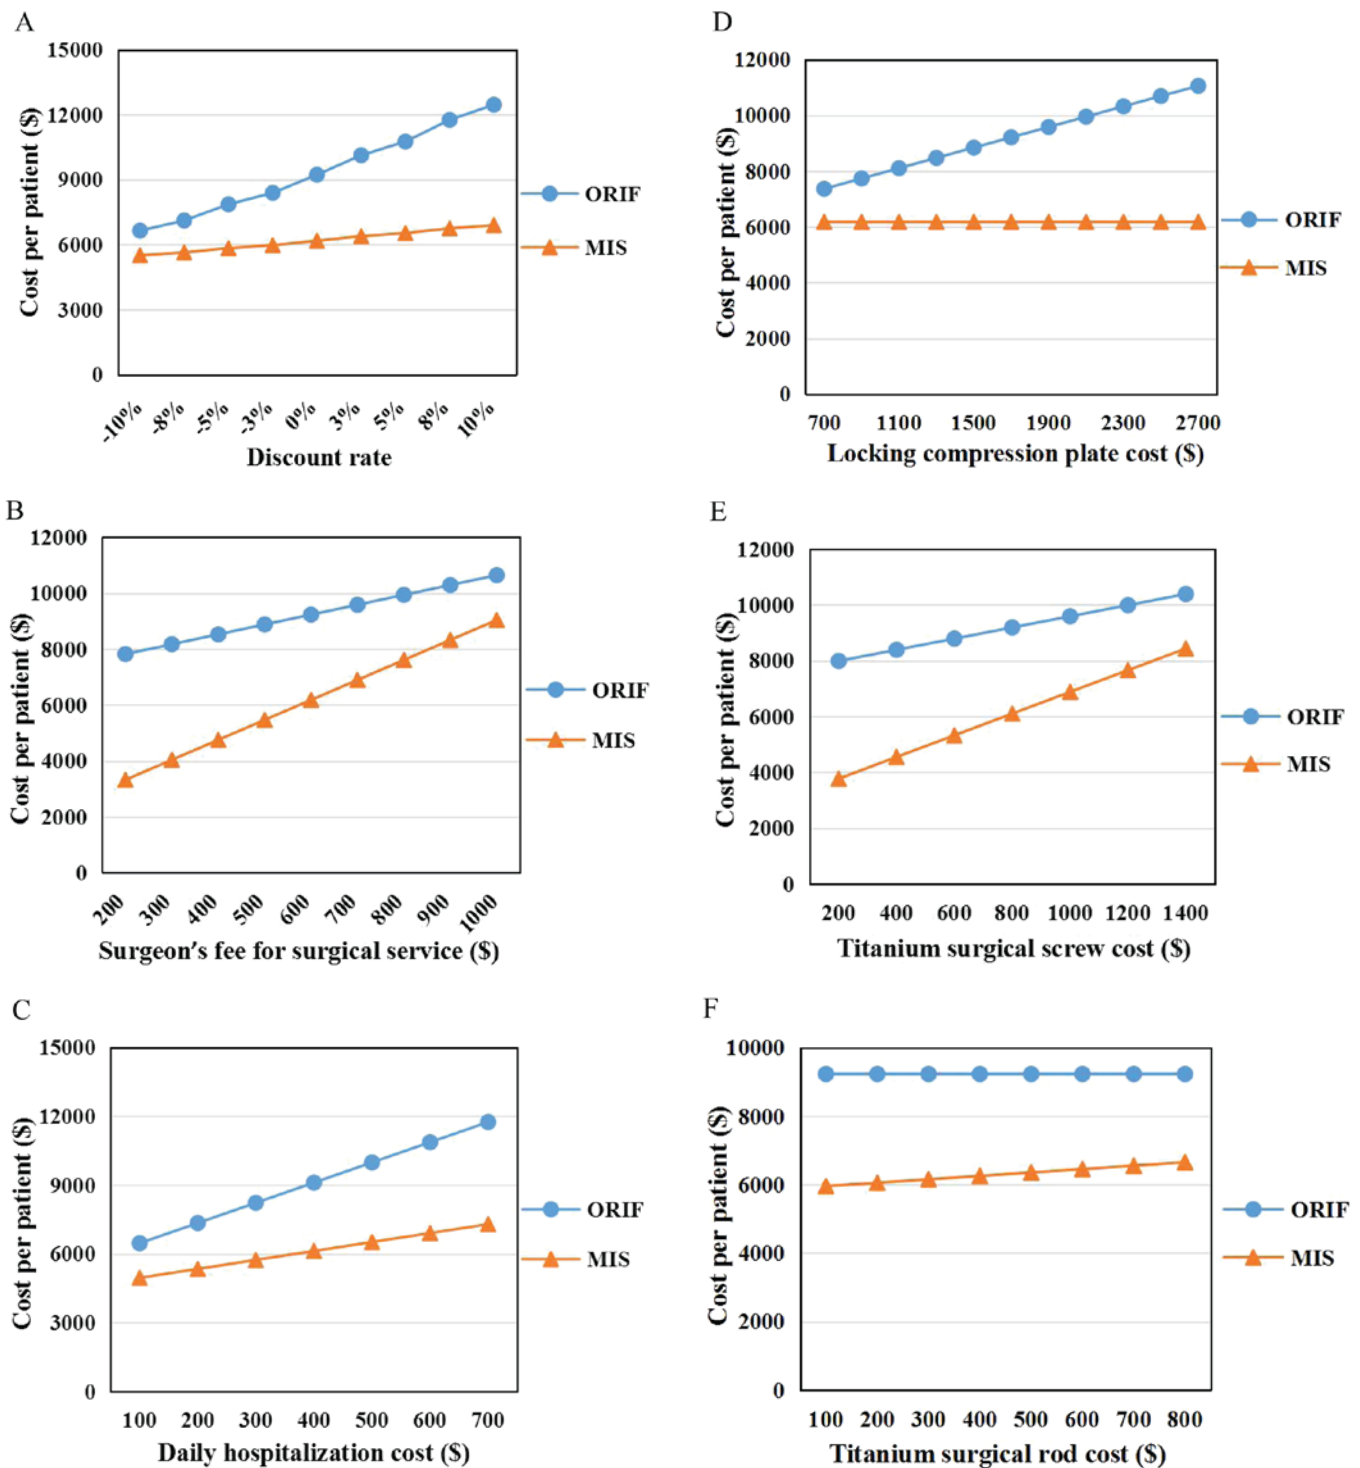 A
Cost per patient ($)
15000
12000
9000
6000
3000
0
-10% -8% -5% -3% 0% 3% 5% 8% 10%
Discount rate
ORIF
MIS
B
Cost per patient ($)
12000
10000
8000
6000
4000
2000
0
200 300 400 500 600 700 800 900 1000
Surgeon's fee for surgical service ($)
ORIF
MIS
C
Cost per patient ($)
15000
12000
9000
6000
3000
0
100 200 300 400 500 600 700
Daily hospitalization cost ($)
ORIF
MIS
D
Cost per patient ($)
12000
10000
8000
6000
4000
2000
0
700 1100 1500 1900 2300 2700
Locking compression plate cost ($)
ORIF
MIS
E
Cost per patient ($)
12000
10000
8000
6000
4000
2000
0
200 400 600 800 1000 1200 1400
Titanium surgical screw cost ($)
ORIF
MIS
F
Cost per patient ($)
10000
8000
6000
4000
2000
0
100 200 300 400 500 600 700 800
Titanium surgical rod cost ($)
ORIF
MIS